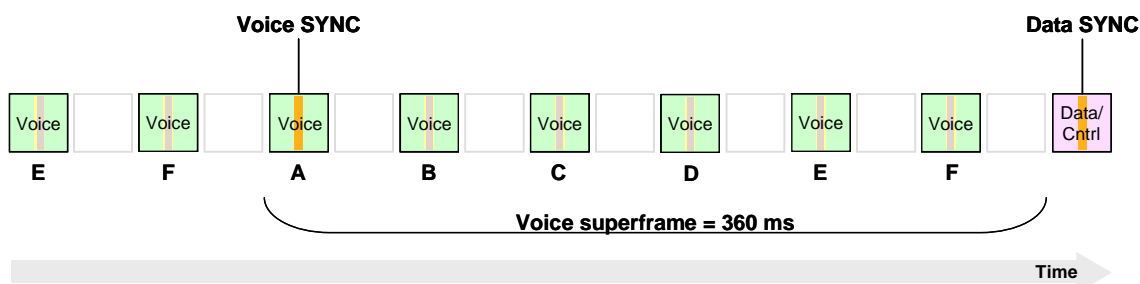 Voice SYNC
Data SYNC
Voice
Voice
Voice
Voice
Voice
Voice
Voice
Voice
Data/
Cntrl
E
F
A
B
C
D
E
F
Voice superframe = 360 ms
Time